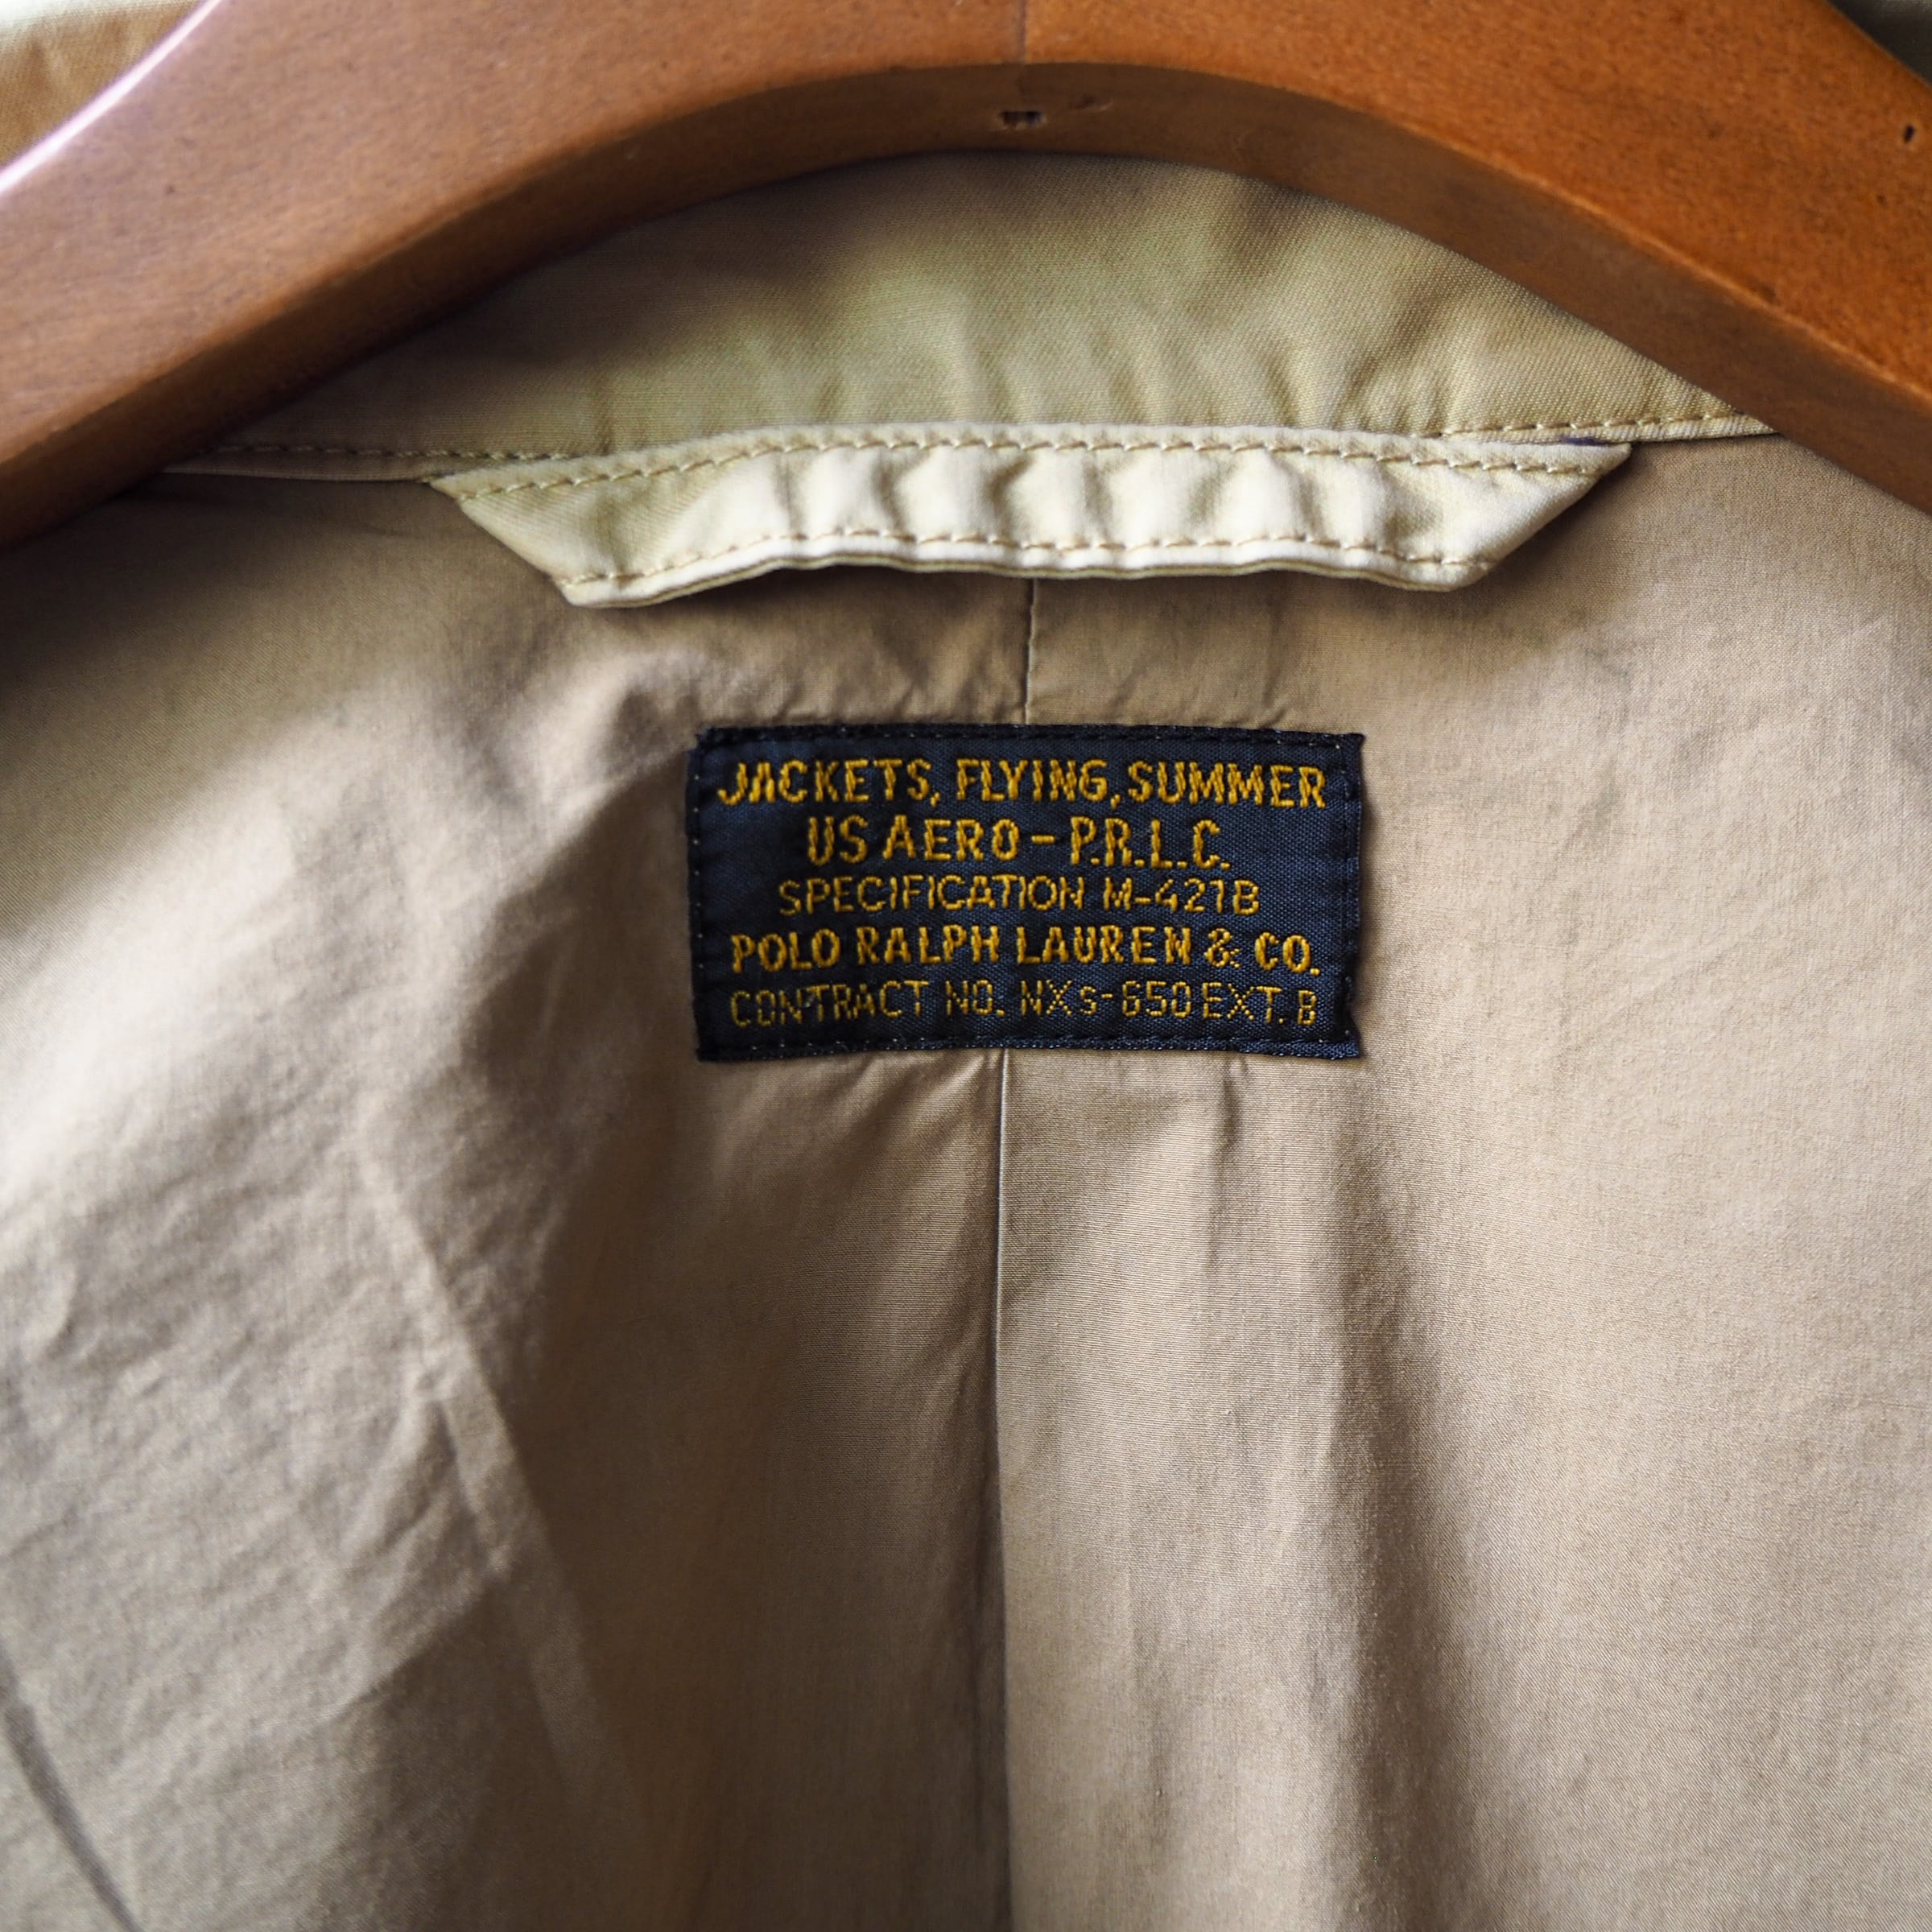 JACKETS, FLYING, SUMMER
US AERO-P.R.L.C.
SPECIFICATION M-421B
POLO RALPH LAUREN & CO.
CONTRACT NO. NXs-650 EXT. B